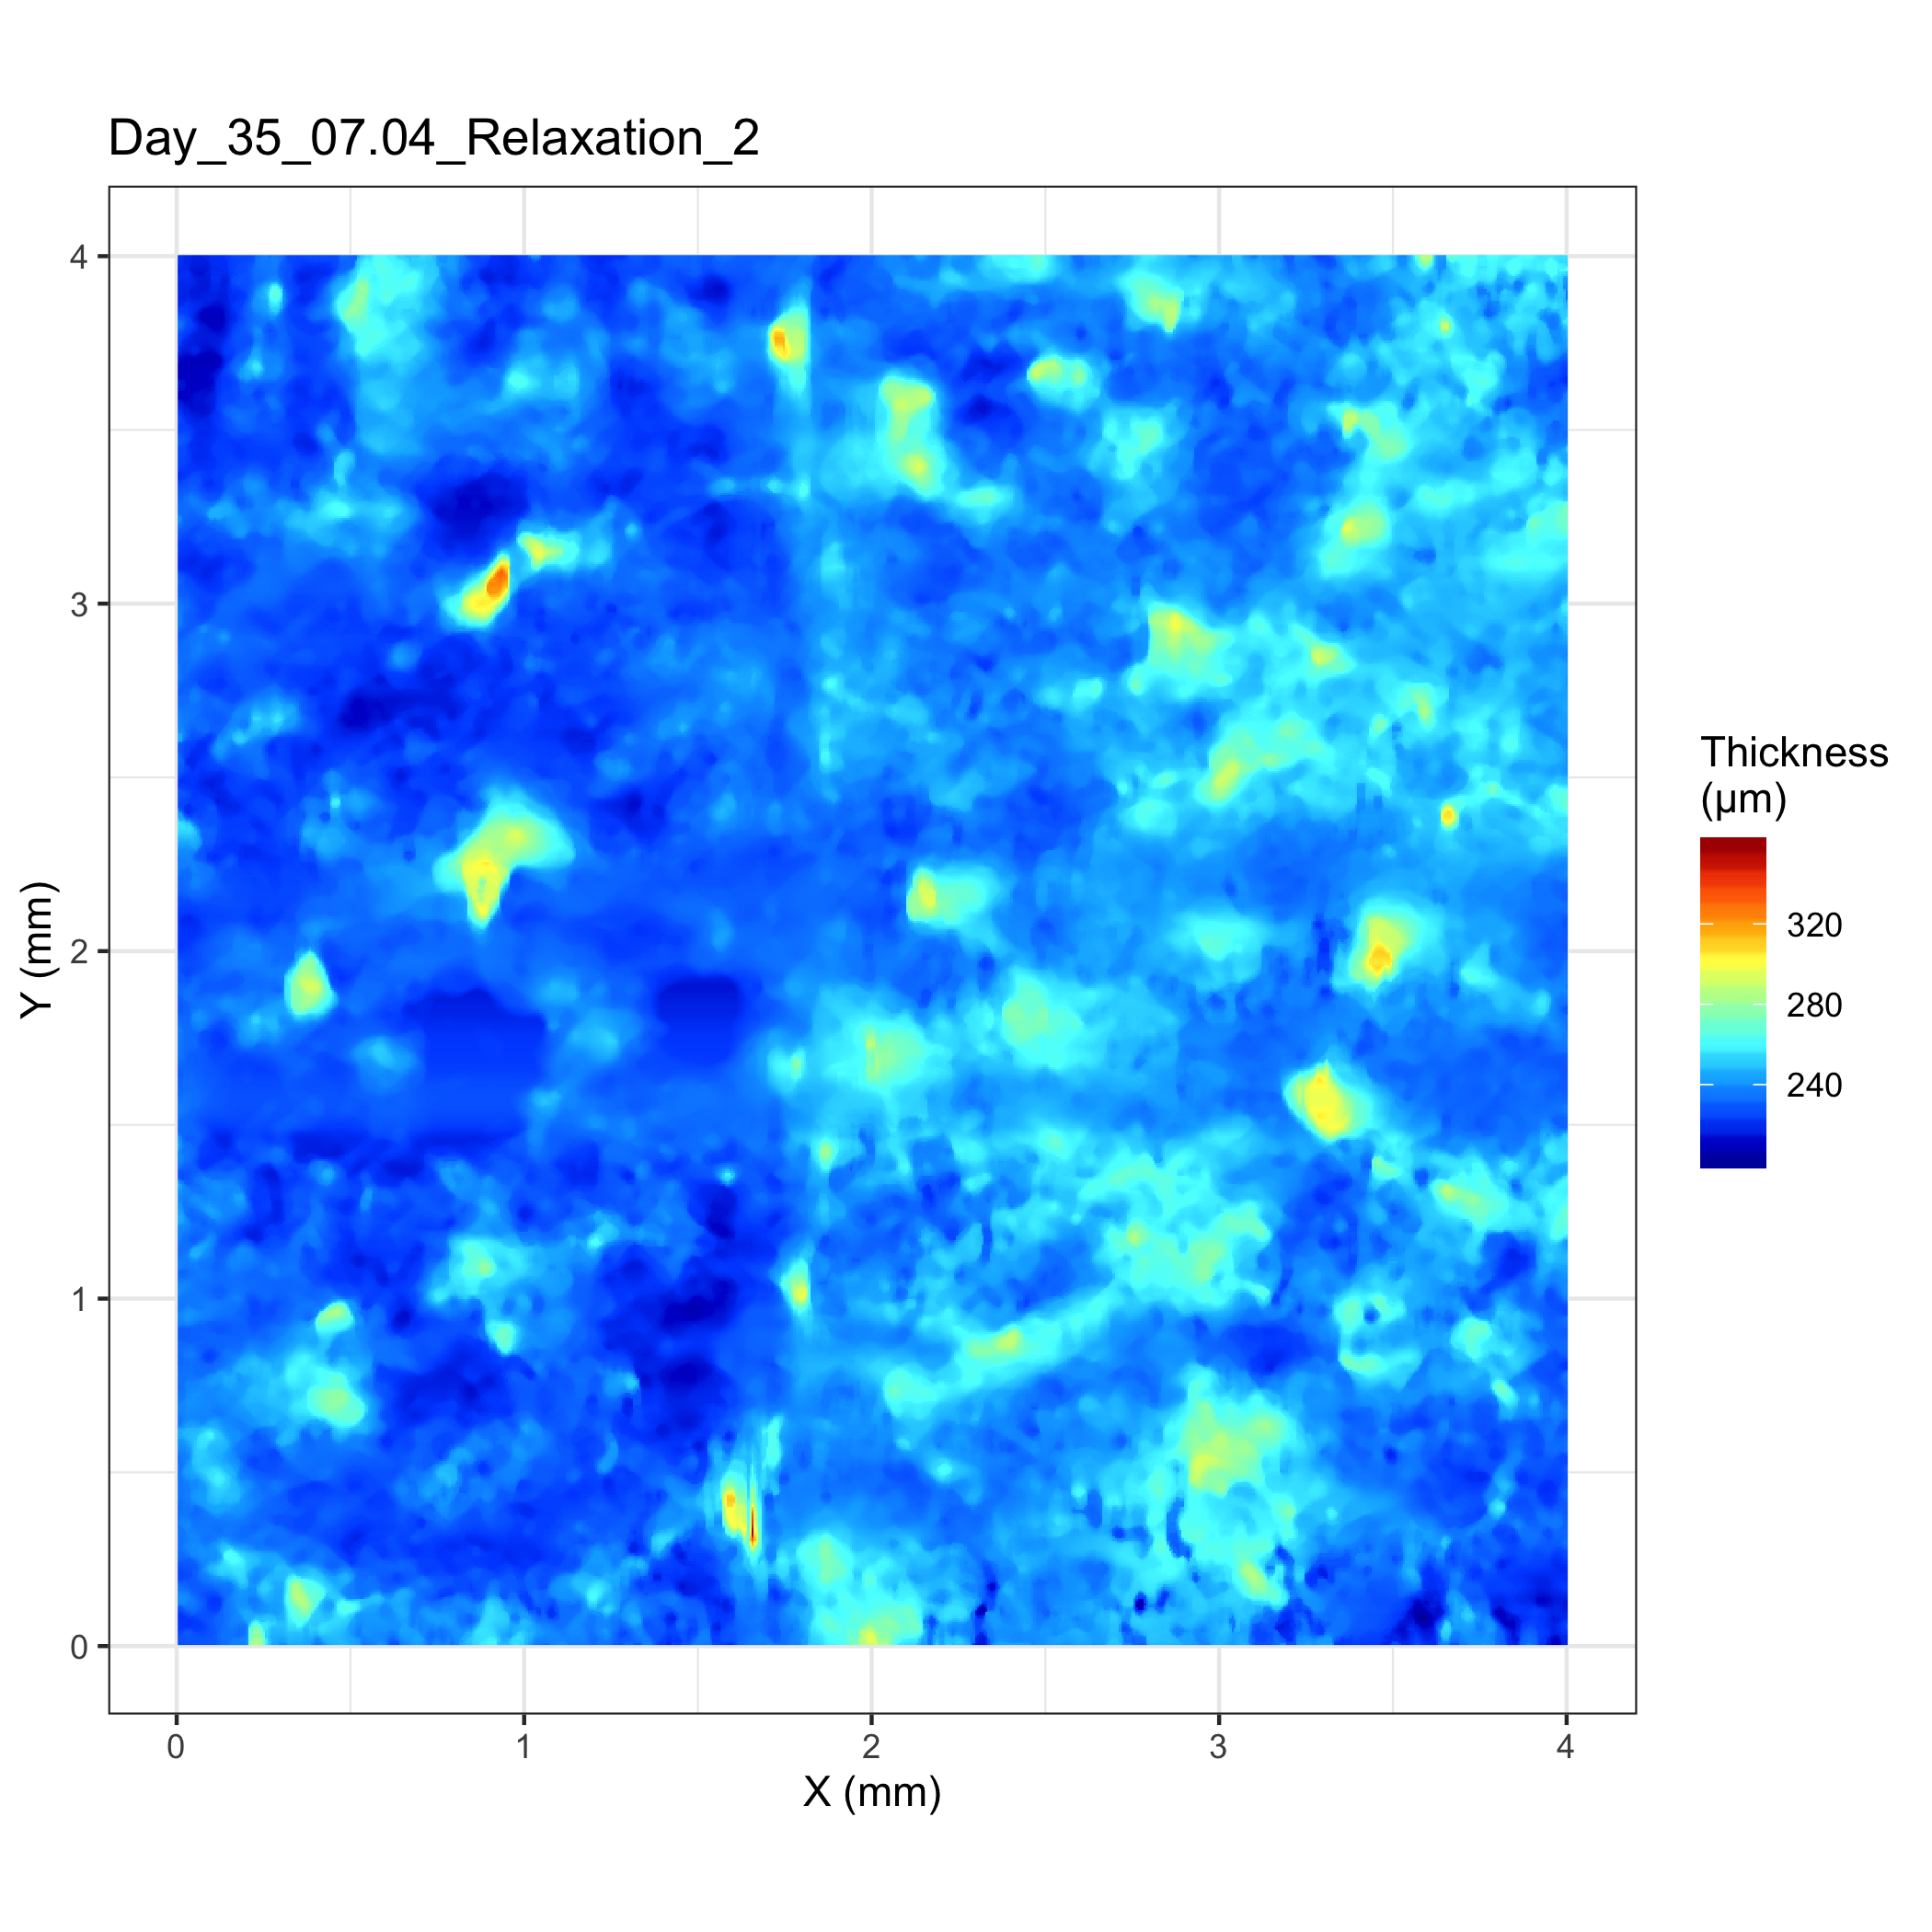 Day_35_07.04_Relaxation_2
4
3
2
1
0
Y (mm)
0 1 2 3 4
X (mm)
Thickness
(μm)
320
280
240